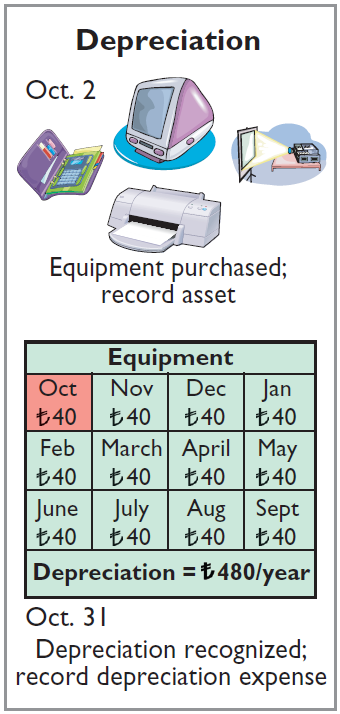 Depreciation
Oct. 2
Equipment purchased;
record asset
Equipment
Oct Nov Dec Jan
₺40 ₺40 ₺40 ₺40
Feb March April May
₺40 ₺40 ₺40 ₺40
June July Aug Sept
₺40 ₺40 ₺40 ₺40
Depreciation = ₺480/year
Oct. 31
Depreciation recognized;
record depreciation expense